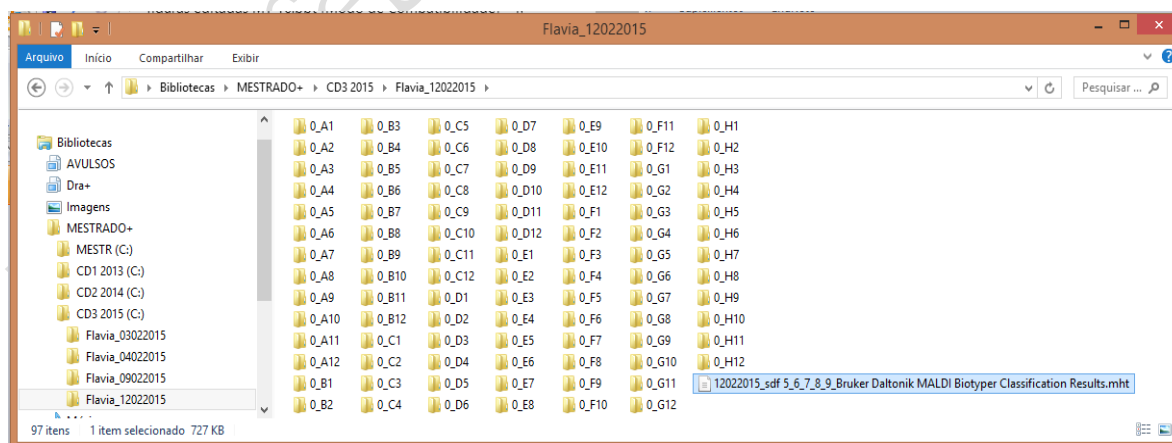 Flavia_12022015
Arquivo Início Compartilhar Exibir
Bibliotecas MESTRADO+ CD3 2015 Flavia_12022015 Pesquisar ...
0_A1 0_B3 0_C5 0_D7 0_E9 0_F11 0_H1
Bibliotecas 0_A2 0_B4 0_C6 0_D8 0_E10 0_F12 0_H2
AVULSOS 0_A3 0_B5 0_C7 0_D9 0_E11 0_G1 0_H3
Dra+ 0_A4 0_B6 0_C8 0_D10 0_E12 0_G2 0_H4
Imagens 0_A5 0_B7 0_C9 0_D11 0_F1 0_G3 0_H5
MESTRADO+ 0_A6 0_B8 0_C10 0_D12 0_F2 0_G4 0_H6
MESTR (C:) 0_A7 0_B9 0_C11 0_E1 0_F3 0_G5 0_H7
CD1 2013 (C:) 0_A8 0_B10 0_C12 0_E2 0_F4 0_G6 0_H8
CD2 2014 (C:) 0_A9 0_B11 0_D1 0_E3 0_F5 0_G7 0_H9
CD3 2015 (C:) 0_A10 0_B12 0_D2 0_E4 0_F6 0_G8 0_H10
Flavia_03022015 0_A11 0_C1 0_D3 0_E5 0_F7 0_G9 0_H11
Flavia_04022015 0_A12 0_C2 0_D4 0_E6 0_F8 0_G10 0_H12
Flavia_09022015 0_B1 0_C3 0_D5 0_E7 0_F9 0_G11 12022015_sdf 5_6_7_8_9_Bruker Daltonik MALDI Biotyper Classification Results.mht
Flavia_12022015 0_B2 0_C4 0_D6 0_E8 0_F10 0_G12
97 itens 1 item selecionado 727 KB